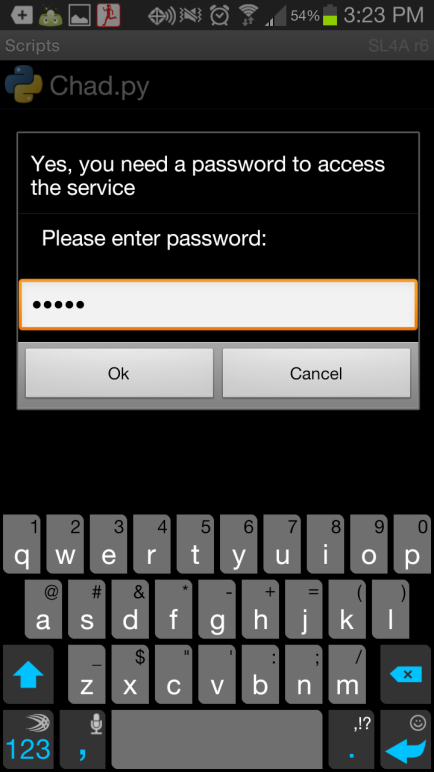 54% 3:23 PM
Scripts SL4A r6
Chad.py
Yes, you need a password to access
the service
Please enter password:
•••••
Ok Cancel
1 2 3 4 5 6 7 8 9 0
q w e r t y u i o p
@ # & * - + = ( )
a s d f g h j k l
_ $ " ' : ; /
z x c v b n m
,!?
123 , .